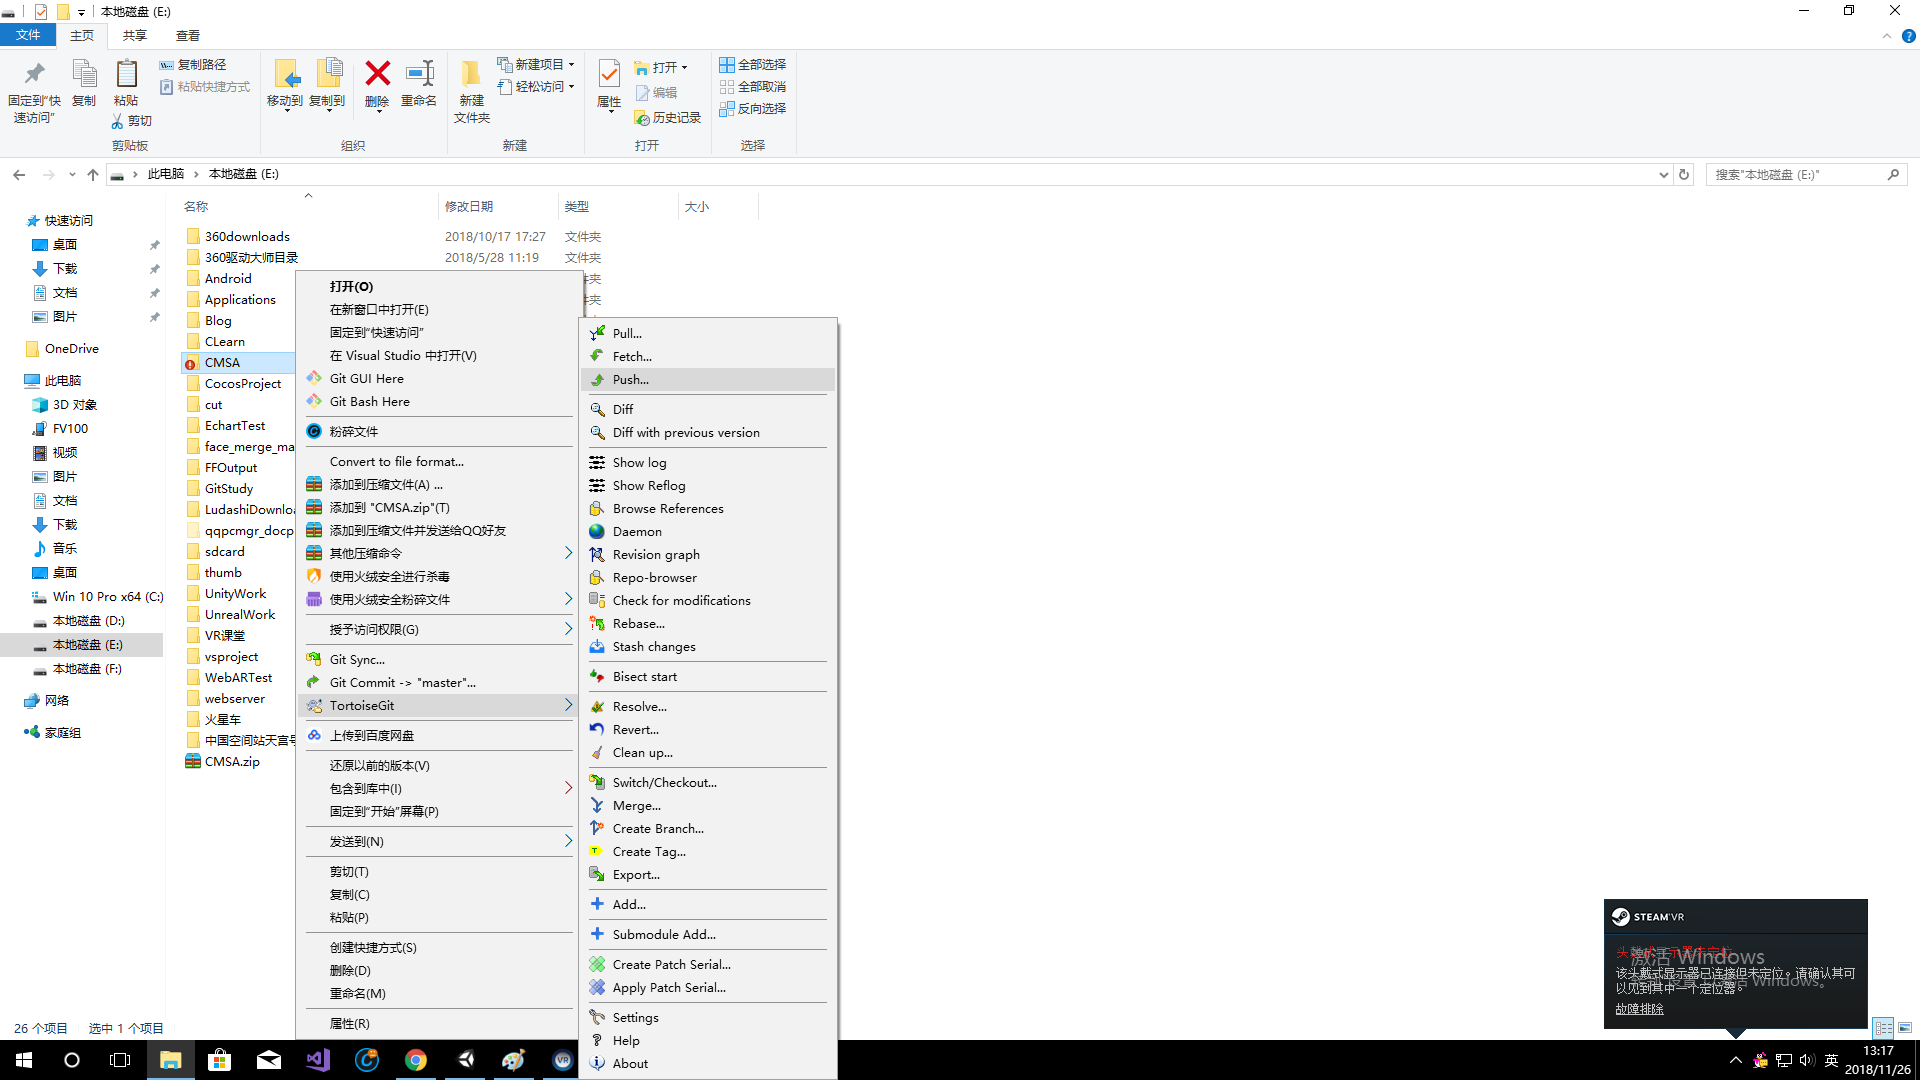 本地磁盘 (E:)
文件
主页
共享
查看
固定到"快速访问"
复制
粘贴
复制路径
粘贴快捷方式
剪切
剪贴板
移动到
复制到
删除
重命名
组织
新建文件夹
新建项目
轻松访问
新建
属性
打开
编辑
历史记录
打开
全部选择
全部取消
反向选择
选择
此电脑
本地磁盘 (E:)
搜索"本地磁盘 (E:)"
名称
修改日期
类型
大小
快速访问
桌面
下载
文档
图片
OneDrive
此电脑
3D 对象
FV100
视频
图片
文档
下载
音乐
桌面
Win 10 Pro x64 (C:)
本地磁盘 (D:)
本地磁盘 (E:)
本地磁盘 (F:)
网络
家庭组
360downloads 2018/10/17 17:27 文件夹
360驱动大师目录 2018/5/28 11:19 文件夹
Android 夹
Applications 夹
Blog
CLearn
CMSA
CocosProject
cut
EchartTest
face_merge_ma
FFOutput
GitStudy
LudashiDownloa
qqpcmgr_docp
sdcard
thumb
UnityWork
UnrealWork
VR课堂
vsproject
WebARTest
webserver
火星车
中国空间站天宫号
CMSA.zip
打开(O)
在新窗口中打开(E)
固定到"快速访问"
在 Visual Studio 中打开(V)
Git GUI Here
Git Bash Here
粉碎文件
Convert to file format...
添加到压缩文件(A) ...
添加到 "CMSA.zip"(T)
添加到压缩文件并发送给QQ好友
其他压缩命令
使用火绒安全进行杀毒
使用火绒安全粉碎文件
授予访问权限(G)
Git Sync...
Git Commit -> "master"...
TortoiseGit
上传到百度网盘
还原以前的版本(V)
包含到库中(I)
固定到"开始"屏幕(P)
发送到(N)
剪切(T)
复制(C)
粘贴(P)
创建快捷方式(S)
删除(D)
重命名(M)
属性(R)
Pull...
Fetch...
Push...
Diff
Diff with previous version
Show log
Show Reflog
Browse References
Daemon
Revision graph
Repo-browser
Check for modifications
Rebase...
Stash changes
Bisect start
Resolve...
Revert...
Clean up...
Switch/Checkout...
Merge...
Create Branch...
Create Tag...
Export...
Add...
Submodule Add...
Create Patch Serial...
Apply Patch Serial...
Settings
Help
About
STEAM VR
头戴式显示器未定位
激活 Windows
该头戴式显示器已连接但未定位。请确认其可
以见到其中一个定位器。
故障排除
26 个项目 选中 1 个项目
英
13:17
2018/11/26